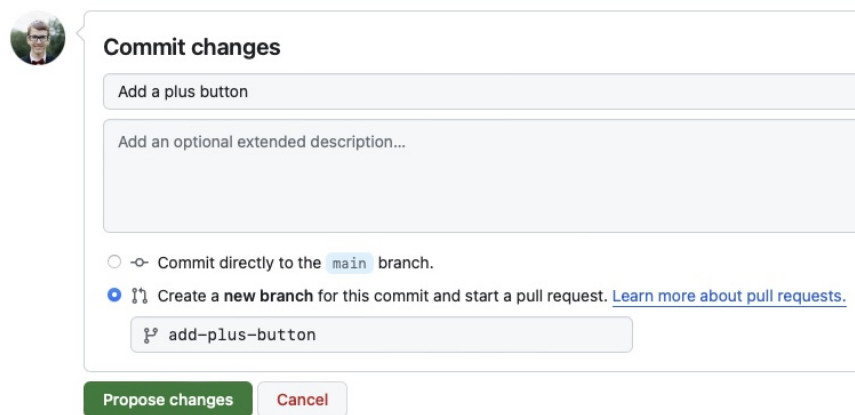 Commit changes
Add a plus button
Add an optional extended description...
Commit directly to the main branch.
Create a new branch for this commit and start a pull request. Learn more about pull requests.
add-plus-button
Propose changes Cancel